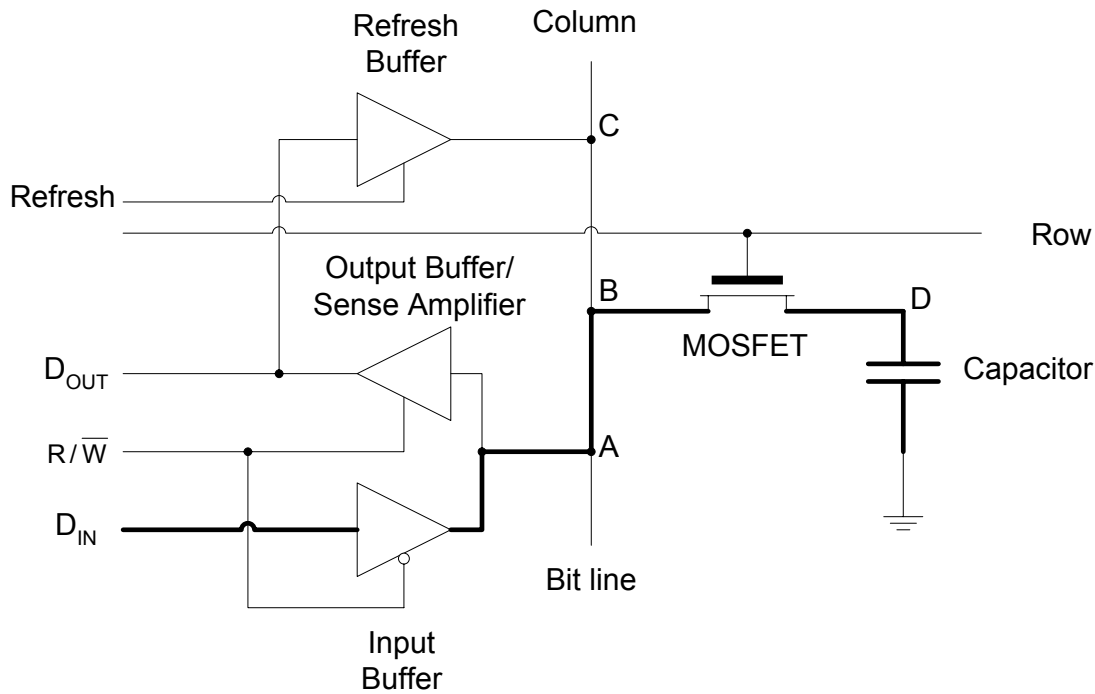 Refresh
Buffer
Column
C
Refresh
Row
Output Buffer/
Sense Amplifier
B
D
MOSFET
D_OUT
Capacitor
R/W̅
A
D_IN
Bit line
Input
Buffer